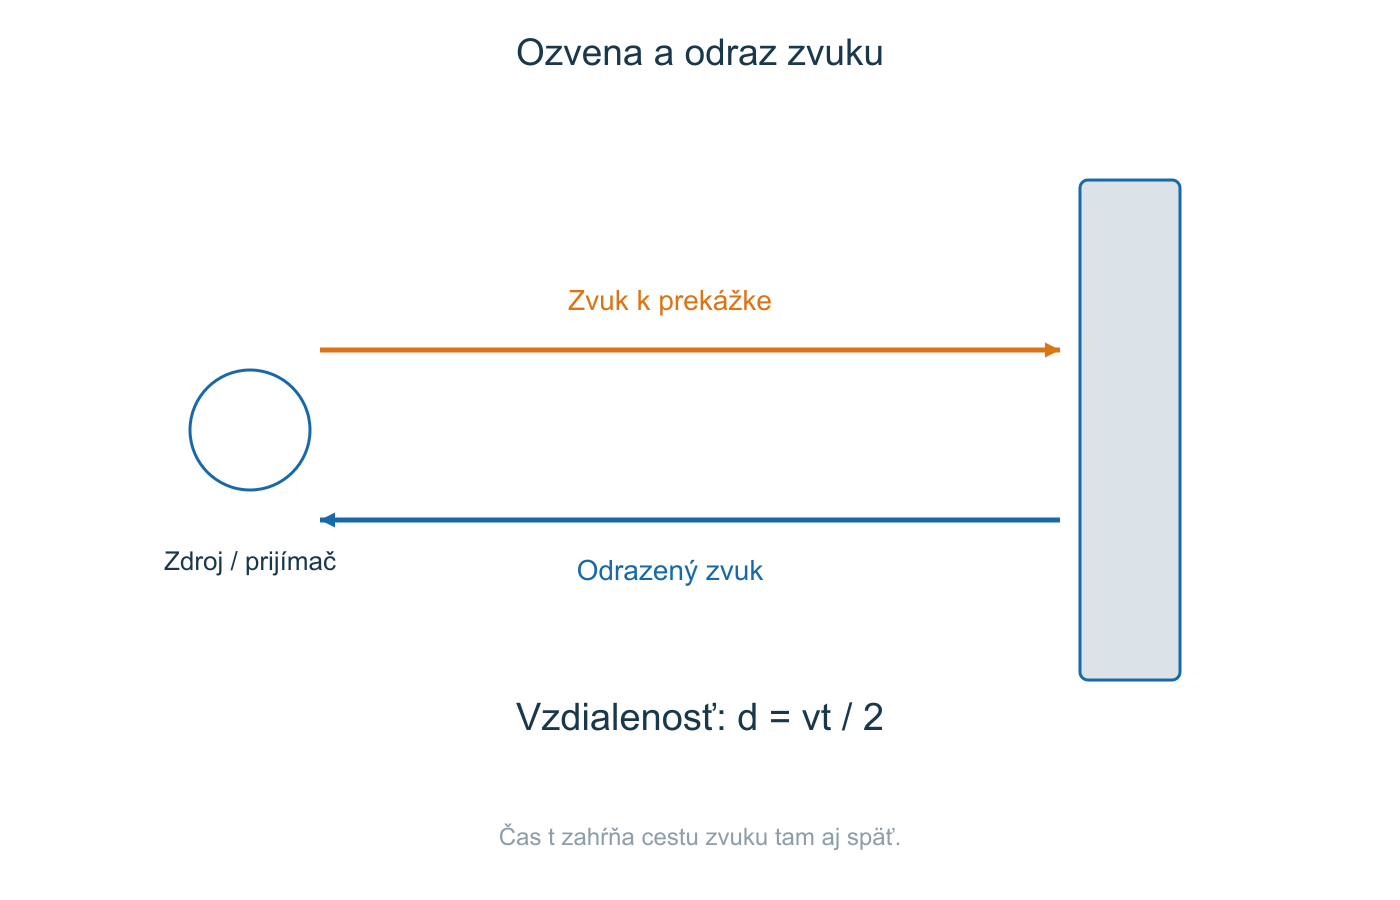 Ozvena a odraz zvuku
Zvuk k prekážke
Zdroj / prijímač
Odrazený zvuk
Vzdialenosť: d = vt / 2
Čas t zahŕňa cestu zvuku tam aj späť.